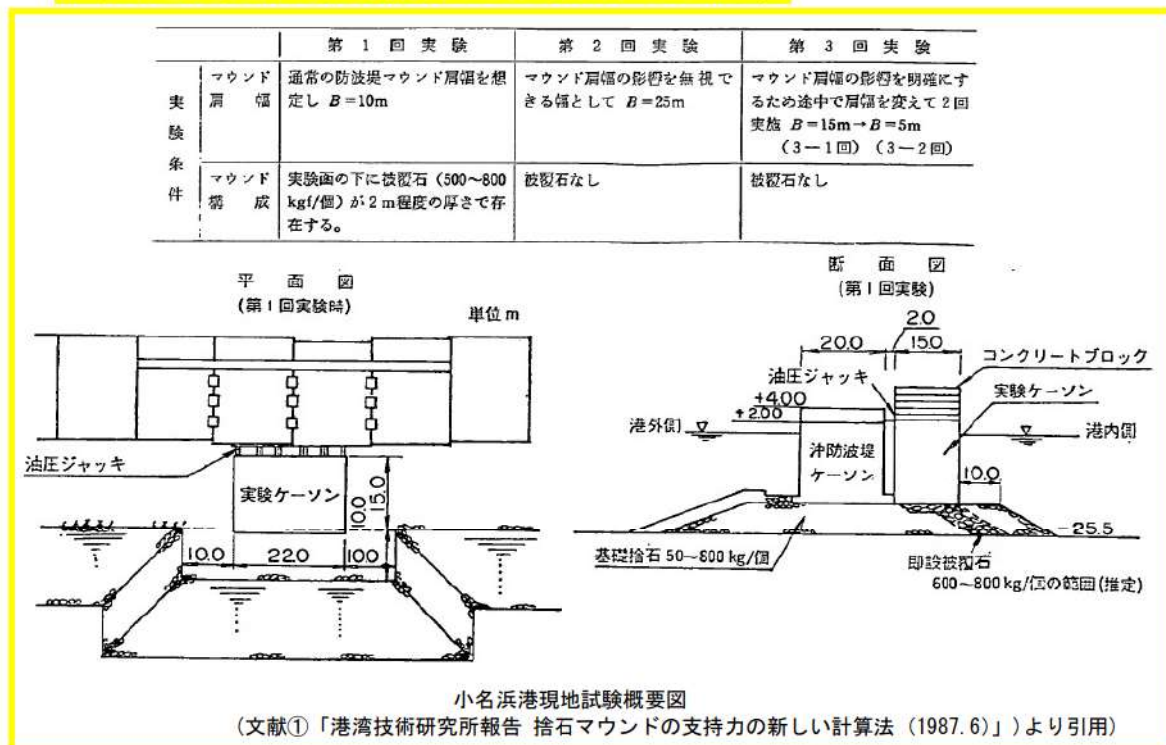 第1回実験 第2回実験 第3回実験
実験条件
マウンド肩幅
通常の防波堤マウンド肩幅を想
定し B=10m
マウンド肩幅の影響を無視で
きる幅として B=25m
マウンド肩幅の影響を明確にす
るため途中で肩幅を変えて2回
実施 B=15m→B=5m
(3-1回) (3-2回)
マウンド構成
実験函の下に被覆石(500〜800
kgf/個)が2m程度の厚さで存
在する。
被覆石なし
被覆石なし
平面図
(第1回実験時)
単位m
油圧ジャッキ
実験ケーソン
15.0
10.0
10.0 22.0 10.0
断面図
(第1回実験)
2.0
20.0 15.0
コンクリートブロック
油圧ジャッキ
実験ケーソン
+4.00
+2.00
港外側
港内側
沖防波堤
ケーソン
10.0
-25.5
基礎捨石 50〜800kg/個
即設被覆石
600〜800kg/個の範囲(推定)
小名浜港現地試験概要図
(文献①「港湾技術研究所報告 捨石マウンドの支持力の新しい計算法 (1987.6)」)より引用)